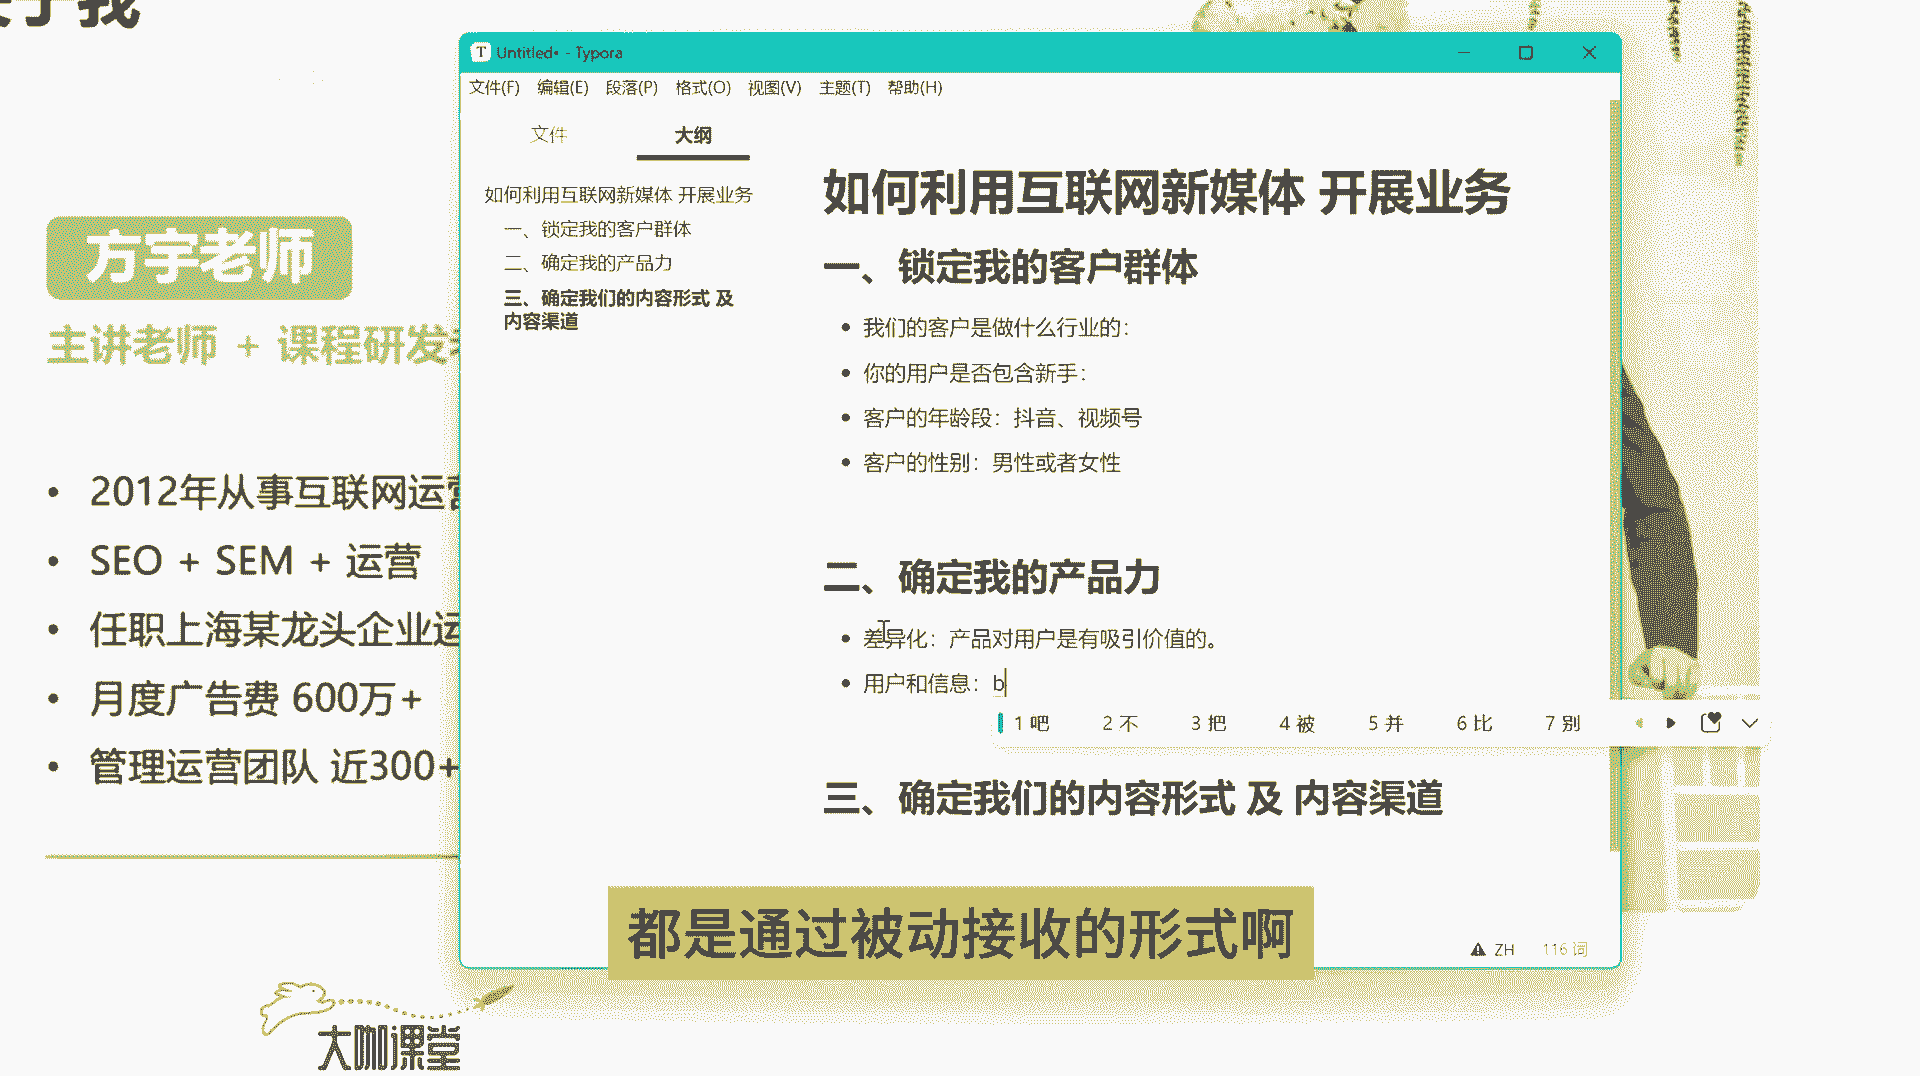 于我
方宇老师
主讲老师 + 课程研发
• 2012年从事互联网运营
• SEO + SEM + 运营
• 任职上海某龙头企业运
• 月度广告费 600万+
• 管理运营团队 近300+
大咖课堂
T Untitled• - Typora
文件(F) 编辑(E) 段落(P) 格式(O) 视图(V) 主题(T) 帮助(H)
文件 大纲
如何利用互联网新媒体 开展业务
一、锁定我的客户群体
二、确定我的产品力
三、确定我们的内容形式 及
内容渠道
如何利用互联网新媒体 开展业务
一、锁定我的客户群体
• 我们的客户是做什么行业的：
• 你的用户是否包含新手：
• 客户的年龄段：抖音、视频号
• 客户的性别：男性或者女性
二、确定我的产品力
• 差异化：产品对用户是有吸引价值的。
• 用户和信息：b
1 吧 2 不 3 把 4 被 5 并 6 比 7 别
三、确定我们的内容形式 及 内容渠道
都是通过被动接收的形式啊
ZH 116 词